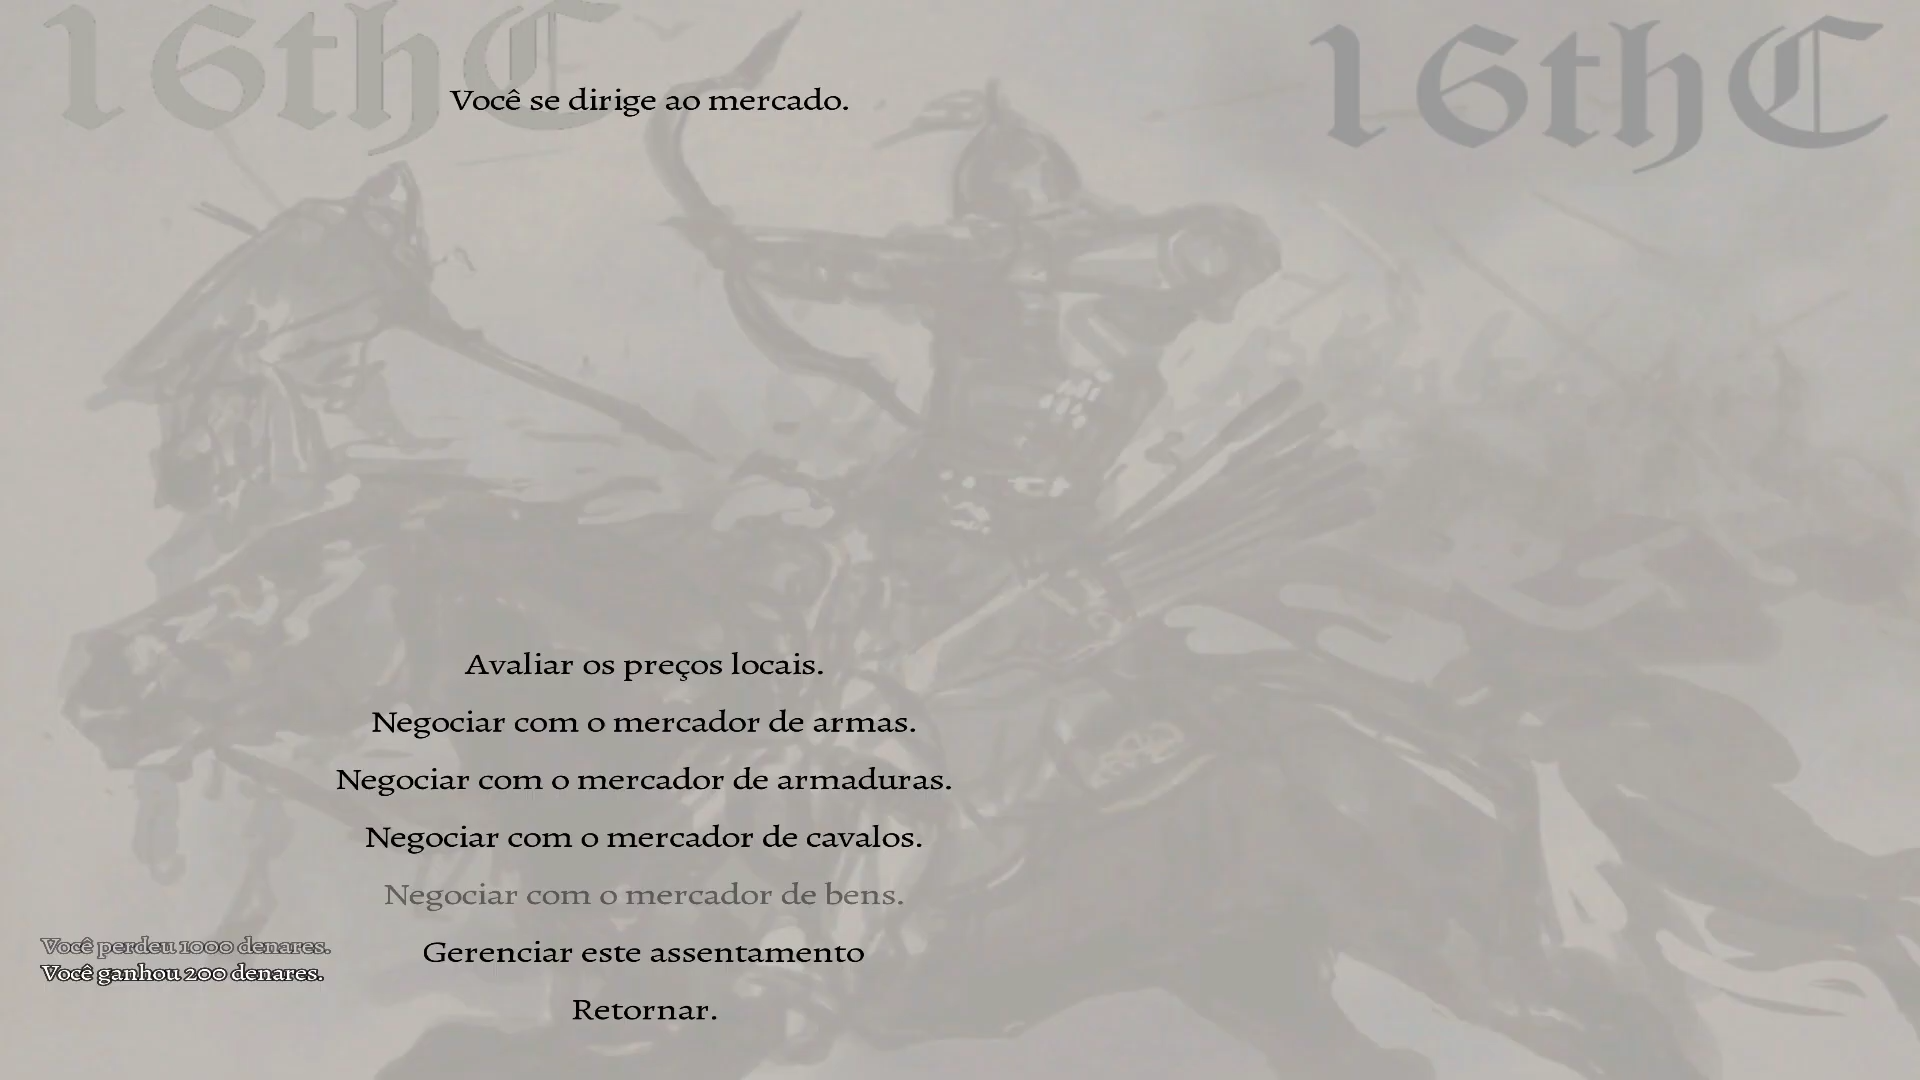 16thC
16thC
Você se dirige ao mercado.
Avaliar os preços locais.
Negociar com o mercador de armas.
Negociar com o mercador de armaduras.
Negociar com o mercador de cavalos.
Negociar com o mercador de bens.
Você perdeu 1000 denares.
Gerenciar este assentamento
Você ganhou 200 denares.
Retornar.